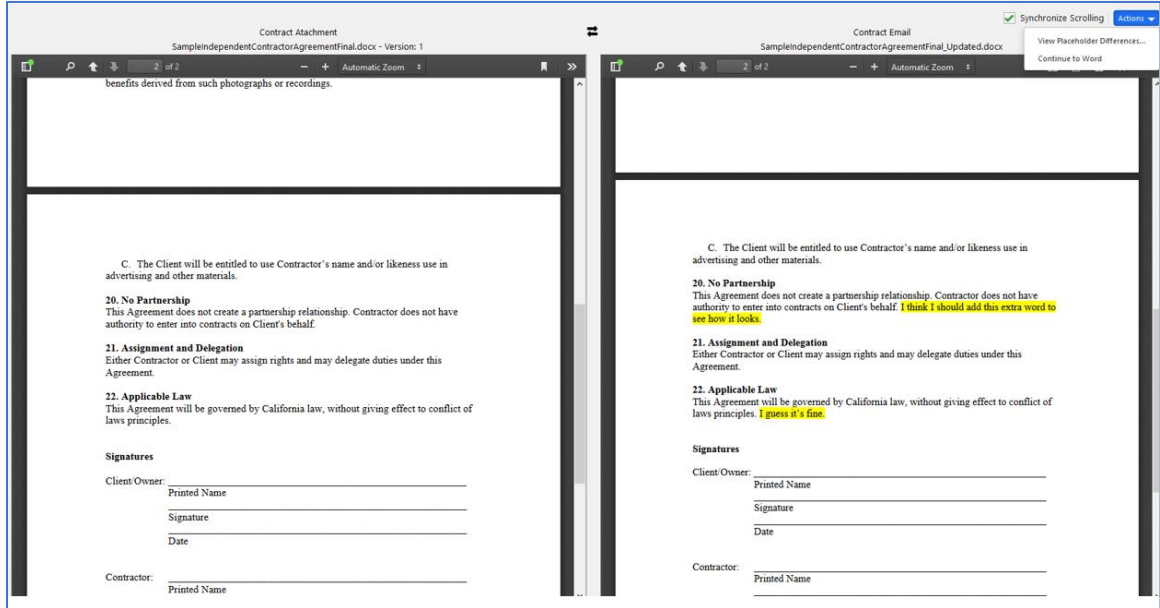 Synchronize Scrolling Actions
View Placeholder Differences...
Continue to Word
Contract Atachment
SampleIndependentContractorAgreementFinal.docx - Version: 1
2 of 2
Automatic Zoom
benefits derived from such photographs or recordings.
C. The Client will be entitled to use Contractor's name and/or likeness use in
advertising and other materials.
20. No Partnership
This Agreement does not create a partnership relationship. Contractor does not have
authority to enter into contracts on Client's behalf.
21. Assignment and Delegation
Either Contractor or Client may assign rights and may delegate duties under this
Agreement.
22. Applicable Law
This Agreement will be governed by California law, without giving effect to conflict of
laws principles.
Signatures
Client/Owner:
Printed Name
Signature
Date
Contractor:
Printed Name
Contract Email
SampleIndependentContractorAgreementFinal_Updated.docx
2 of 2
Automatic Zoom
C. The Client will be entitled to use Contractor's name and/or likeness use in
advertising and other materials.
20. No Partnership
This Agreement does not create a partnership relationship. Contractor does not have
authority to enter into contracts on Client's behalf. I think I should add this extra word to
see how it looks.
21. Assignment and Delegation
Either Contractor or Client may assign rights and may delegate duties under this
Agreement.
22. Applicable Law
This Agreement will be governed by California law, without giving effect to conflict of
laws principles. I guess it's fine.
Signatures
Client/Owner:
Printed Name
Signature
Date
Contractor:
Printed Name